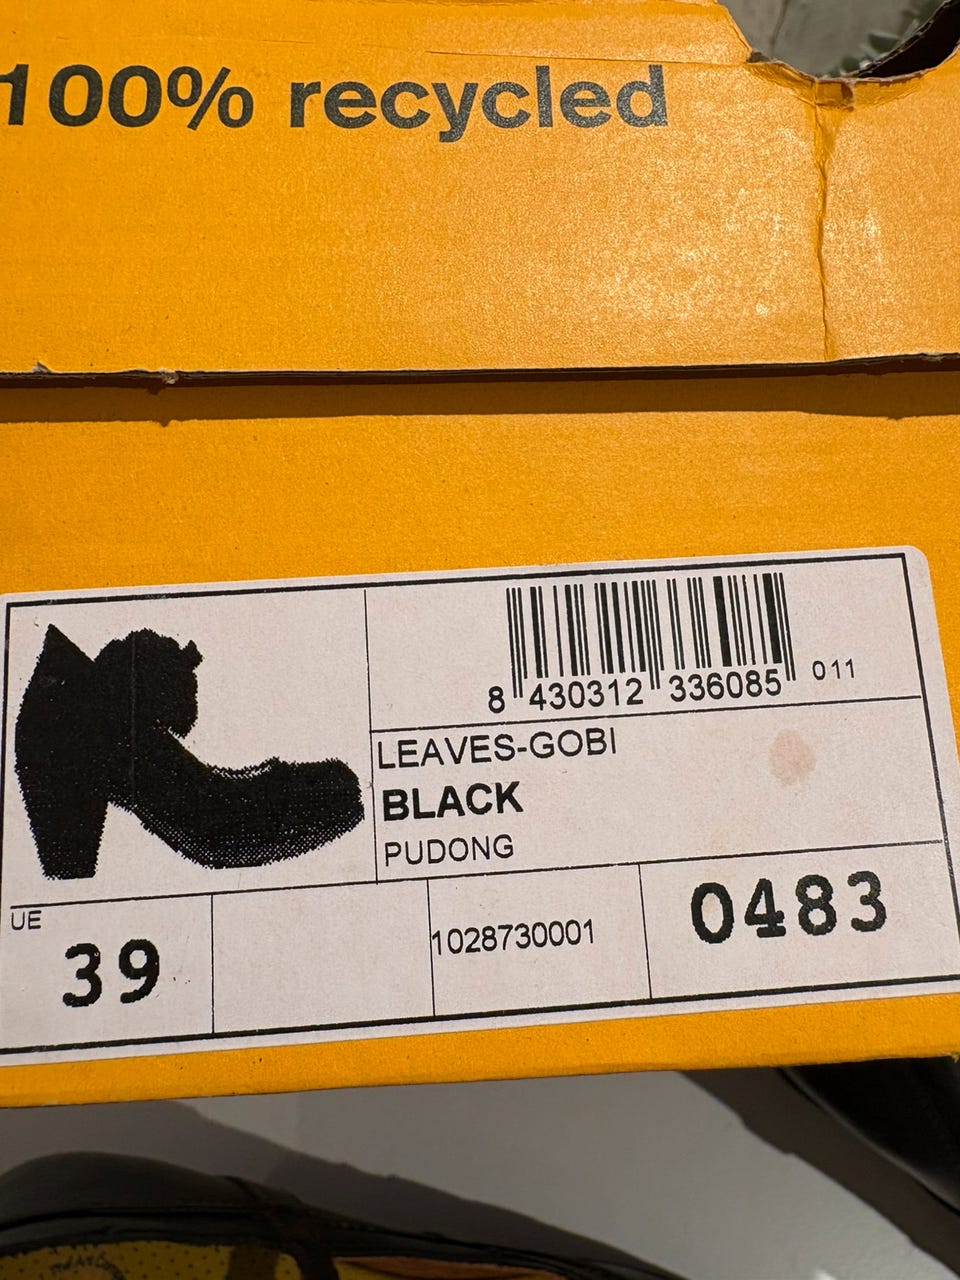 100% recycled
8 430312 336085 011
LEAVES-GOBI
BLACK
PUDONG
UE
39
1028730001
0483